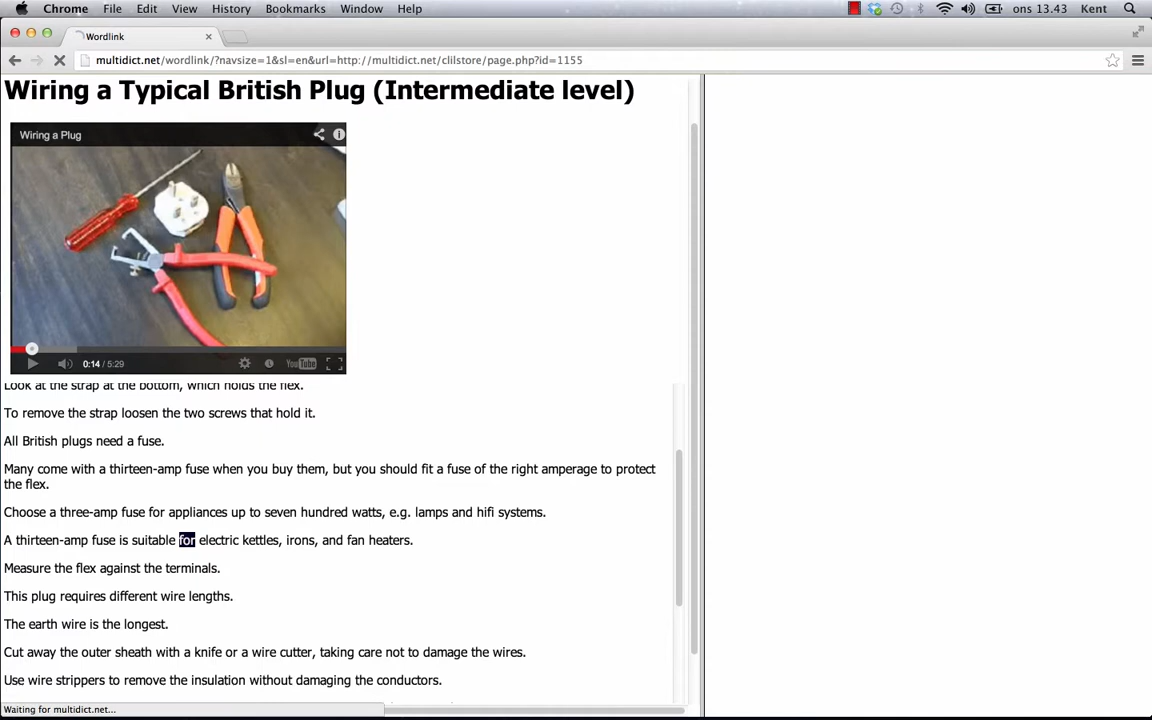 Chrome File Edit View History Bookmarks Window Help ons 13.43 Kent
Wordlink
multidict.net/wordlink/?navsize=1&sl=en&url=http://multidict.net/clilstore/page.php?id=1155
Wiring a Typical British Plug (Intermediate level)
Wiring a Plug
0:14 / 5:29 YouTube
Look at the strap at the bottom, which holds the flex.
To remove the strap loosen the two screws that hold it.
All British plugs need a fuse.
Many come with a thirteen-amp fuse when you buy them, but you should fit a fuse of the right amperage to protect
the flex.
Choose a three-amp fuse for appliances up to seven hundred watts, e.g. lamps and hifi systems.
A thirteen-amp fuse is suitable for electric kettles, irons, and fan heaters.
Measure the flex against the terminals.
This plug requires different wire lengths.
The earth wire is the longest.
Cut away the outer sheath with a knife or a wire cutter, taking care not to damage the wires.
Use wire strippers to remove the insulation without damaging the conductors.
Waiting for multidict.net...